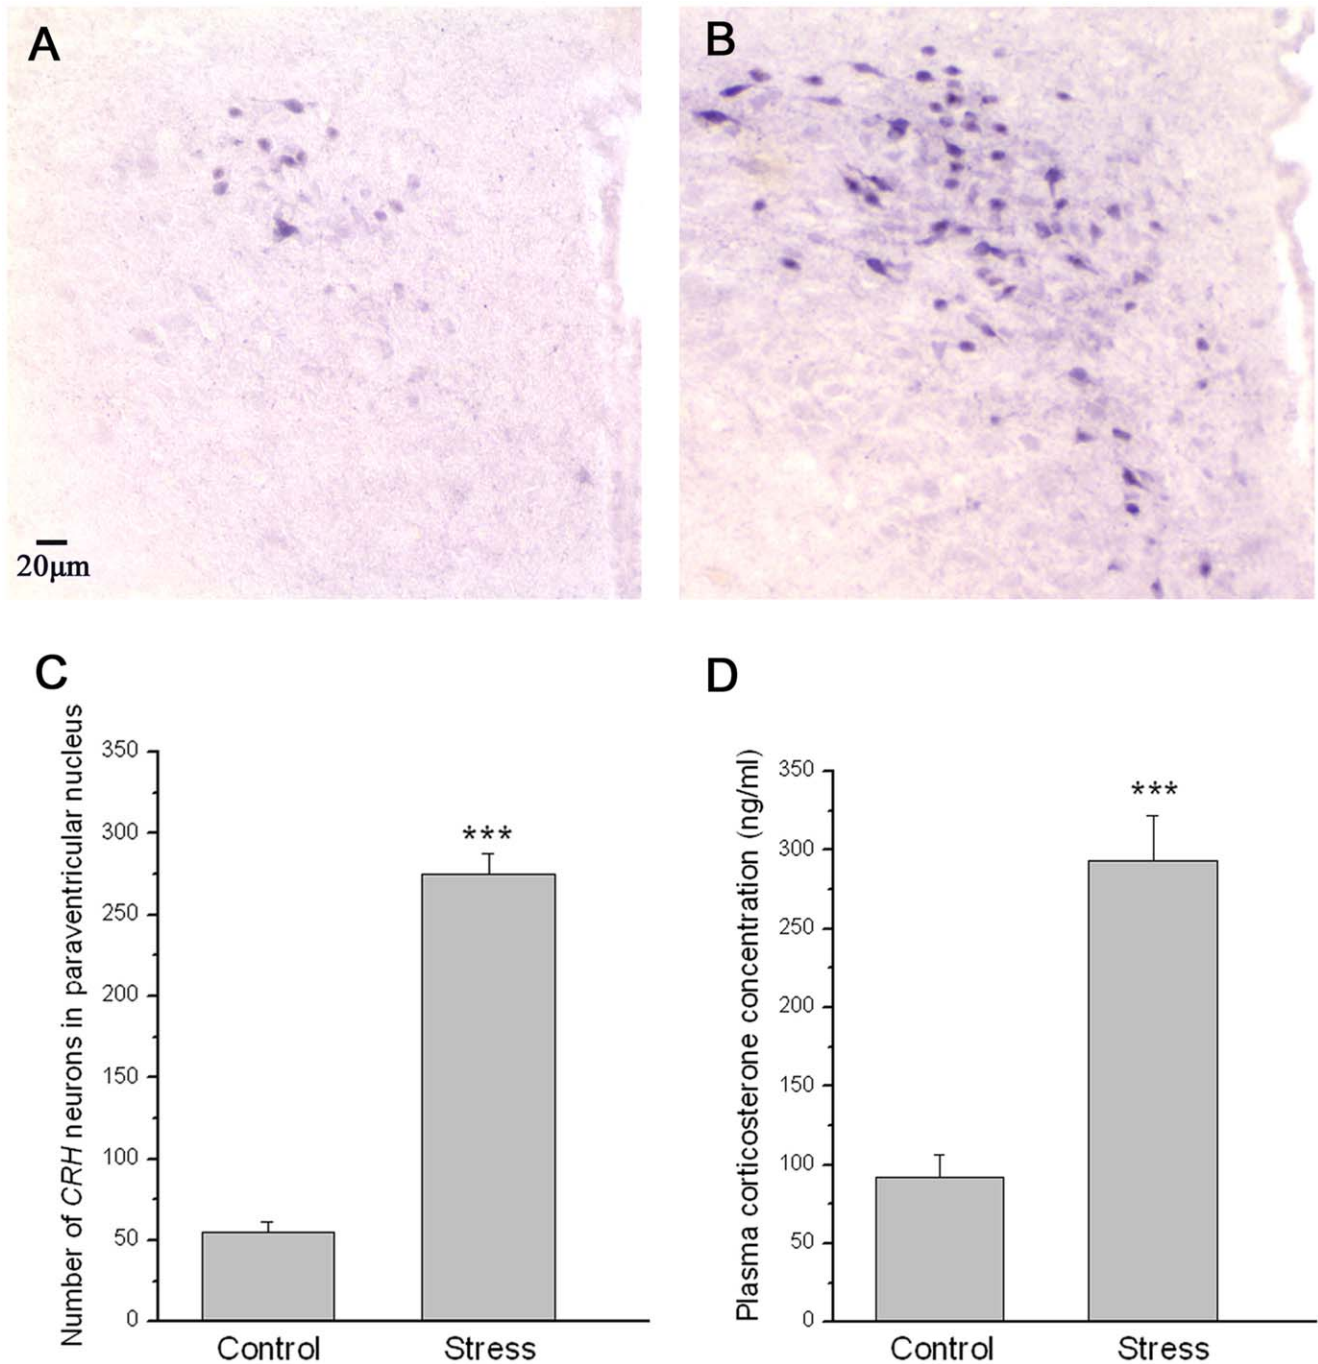 A
B
20μm
C
D
Number of CRH neurons in paraventricular nucleus
350
300
250
200
150
100
50
0
***
Control
Stress
Plasma corticosterone concentration (ng/ml)
350
300
250
200
150
100
50
0
***
Control
Stress